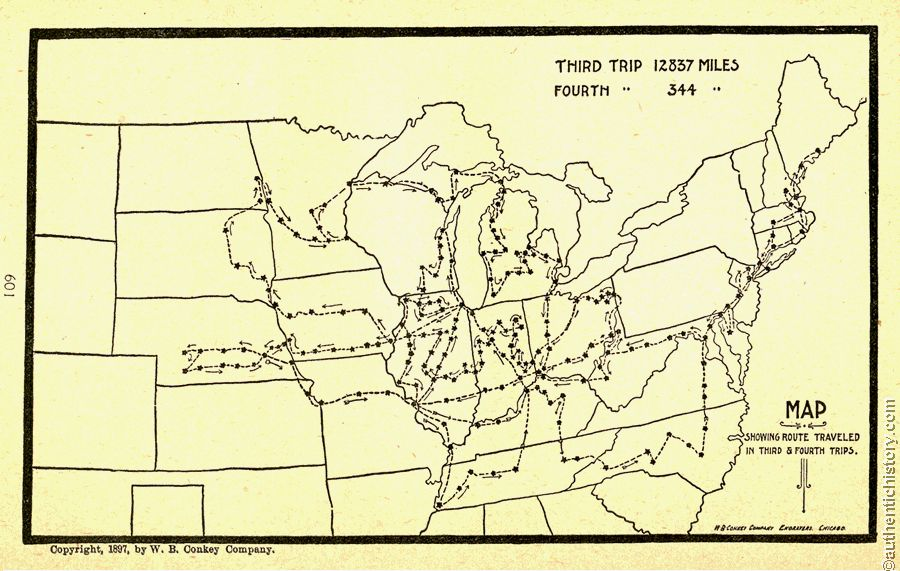 THIRD TRIP 12837 MILES
FOURTH " 344 "
MAP
SHOWING ROUTE TRAVELED
IN THIRD & FOURTH TRIPS.
W B CONKEY COMPANY ENGRAVERS, CHICAGO.
109
Copyright, 1897, by W. B. Conkey Company.
©authentichistory.com